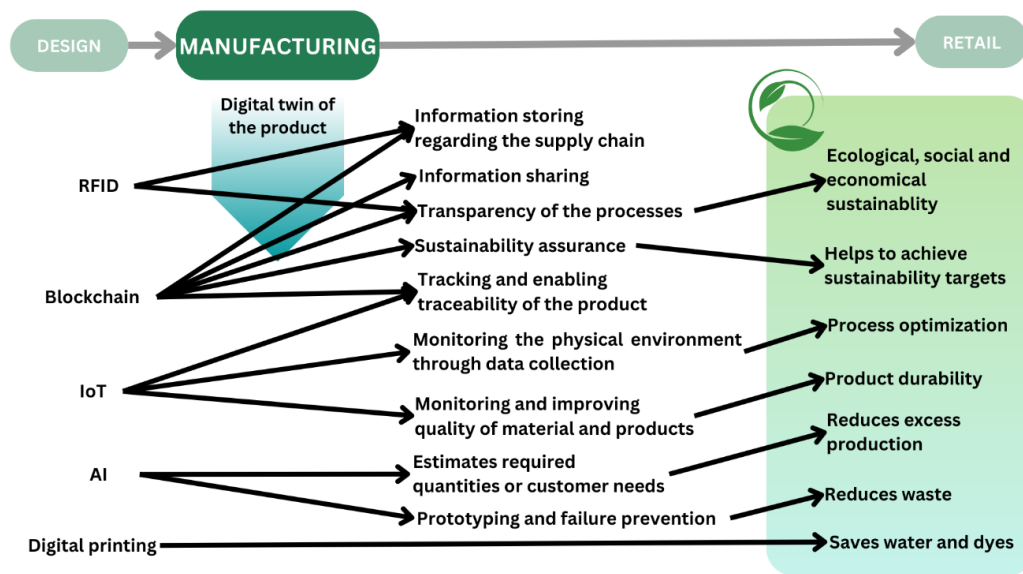 DESIGN
MANUFACTURING
RETAIL
Digital twin of
the product
RFID
Blockchain
IoT
AI
Digital printing
Information storing
regarding the supply chain
Information sharing
Transparency of the processes
Sustainability assurance
Tracking and enabling
traceability of the product
Monitoring the physical environment
through data collection
Monitoring and improving
quality of material and products
Estimates required
quantities or customer needs
Prototyping and failure prevention
Ecological, social and
economical
sustainablity
Helps to achieve
sustainability targets
Process optimization
Product durability
Reduces excess
production
Reduces waste
Saves water and dyes